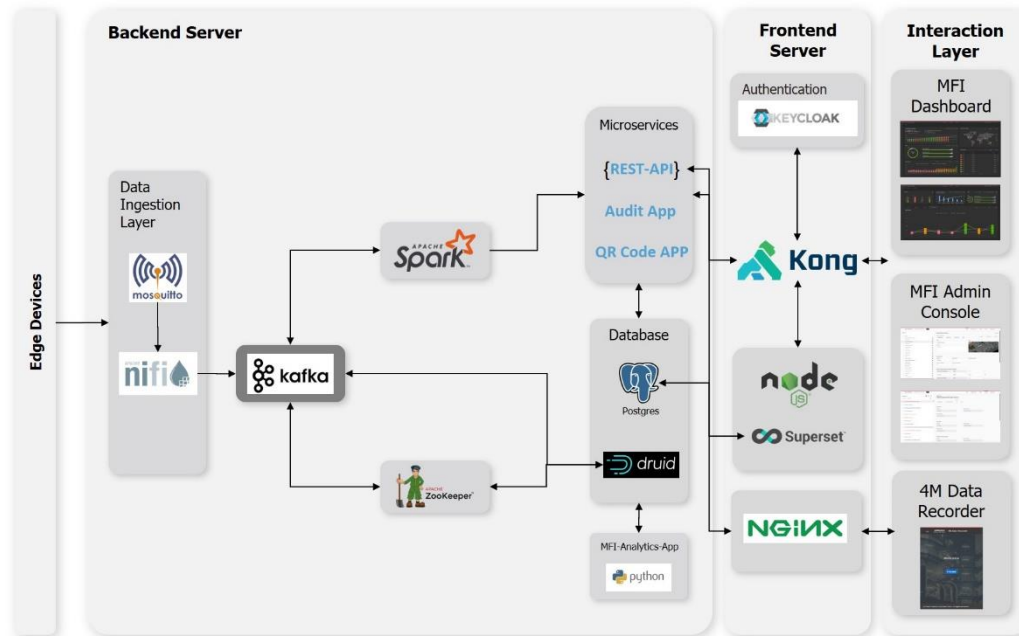 Backend Server
Frontend
Server
Interaction
Layer
Edge Devices
Data
Ingestion
Layer
mosquitto
nifi
kafka
APACHE
Spark
APACHE
ZooKeeper
Microservices
{REST-API}
Audit App
QR Code APP
Database
Postgres
druid
MFI-Analytics-App
python
Authentication
KEYCLOAK
Kong
node
JS
Superset
NGINX
MFI
Dashboard
MFI Admin
Console
4M Data
Recorder